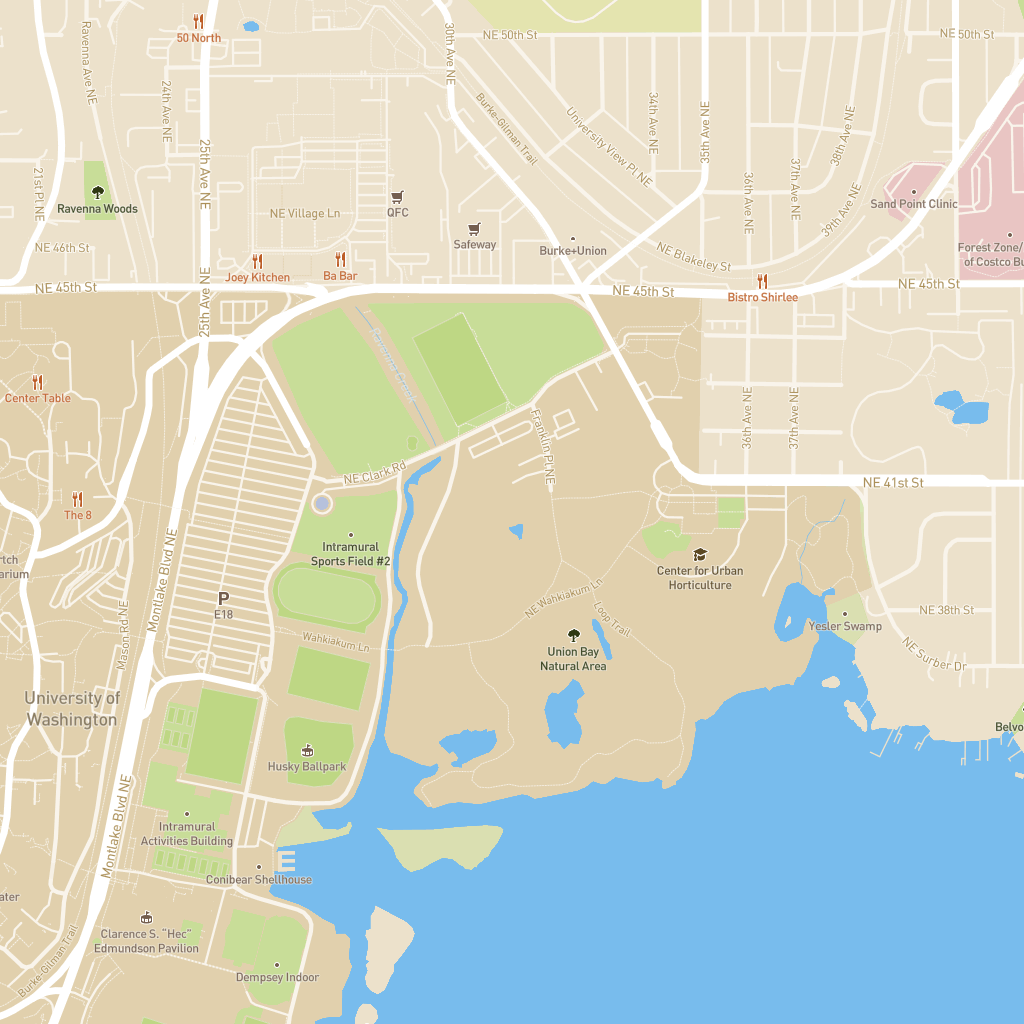 50 North
NE 50th St
NE 50th St
Ravenna Ave NE
30th Ave NE
24th Ave NE
Burke-Gilman Trail
University View Pl NE
34th Ave NE
35th Ave NE
38th Ave NE
25th Ave NE
21st Pl NE
Ravenna Woods
36th Ave NE
37th Ave NE
39th Ave NE
Sand Point Clinic
NE Village Ln
QFC
Safeway
Burke+Union
NE 46th St
NE Blakeley St
Forest Zone/
of Costco Bu
Joey Kitchen
Ba Bar
NE 45th St
NE 45th St
Bistro Shirlee
NE 45th St
25th Ave NE
Center Table
Franklin Pl NE
36th Ave NE
37th Ave NE
NE Clark Rd
NE 41st St
The 8
Intramural
Sports Field #2
Center for Urban
Horticulture
Montlake Blvd NE
P
E18
Mason Rd NE
NE Wahkiakum Ln
Loop Trail
NE 38th St
Yesler Swamp
Wahkiakum Ln
Union Bay
Natural Area
NE Surber Dr
University of
Washington
Husky Ballpark
Belvo
Montlake Blvd NE
Intramural
Activities Building
Conibear Shellhouse
ater
Clarence S. “Hec”
Edmundson Pavilion
Burke-Gilman Trail
Dempsey Indoor